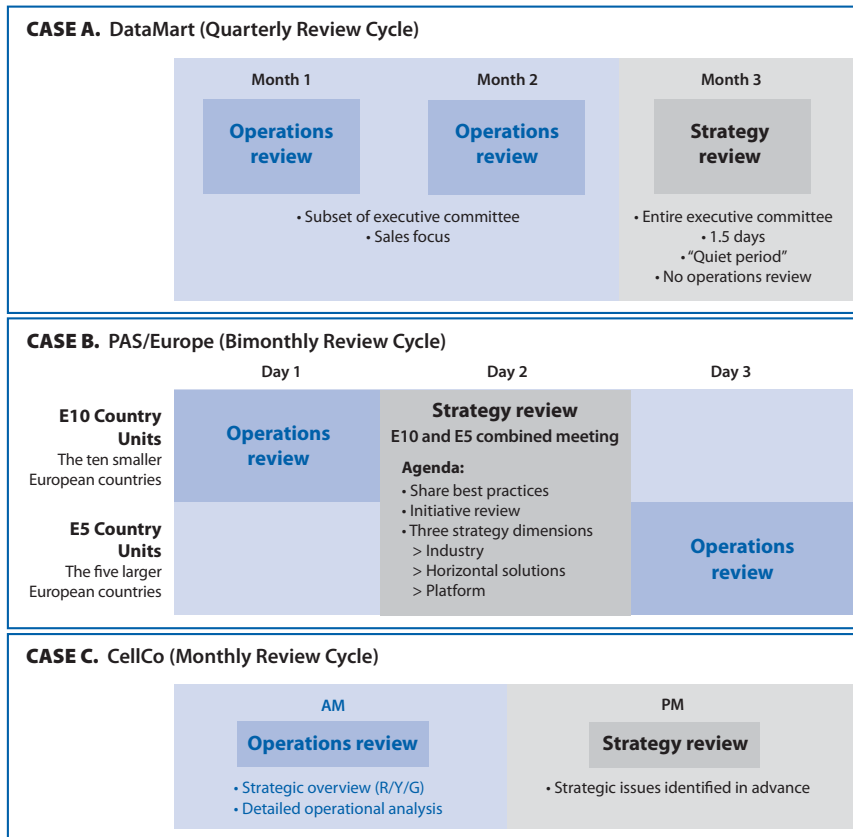 CASE A. DataMart (Quarterly Review Cycle)
Month 1
Month 2
Month 3
Operations
review
Operations
review
Strategy
review
• Subset of executive committee
• Sales focus
• Entire executive committee
• 1.5 days
• “Quiet period”
• No operations review
CASE B. PAS/Europe (Bimonthly Review Cycle)
Day 1
Day 2
Day 3
E10 Country
Units
The ten smaller
European countries
Operations
review
Strategy review
E10 and E5 combined meeting
Agenda:
• Share best practices
• Initiative review
• Three strategy dimensions
> Industry
> Horizontal solutions
> Platform
E5 Country
Units
The five larger
European countries
Operations
review
CASE C. CellCo (Monthly Review Cycle)
AM
PM
Operations review
Strategy review
• Strategic overview (R/Y/G)
• Detailed operational analysis
• Strategic issues identified in advance